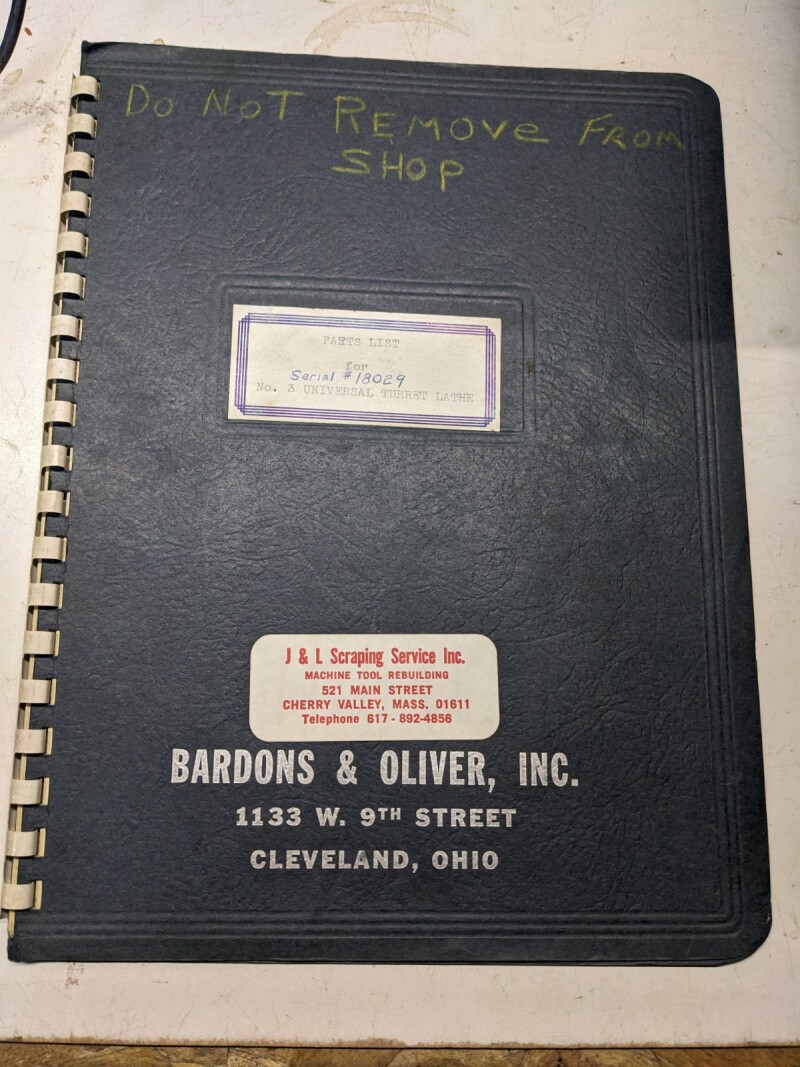 Do NoT REMOVe FROM
SHOP
PARTS LIST
for
Serial #18029
No. 3 UNIVERSAL TURRET LATHE
J & L Scraping Service Inc.
MACHINE TOOL REBUILDING
521 MAIN STREET
CHERRY VALLEY, MASS. 01611
Telephone 617 - 892-4856
BARDONS & OLIVER, INC.
1133 W. 9TH STREET
CLEVELAND, OHIO